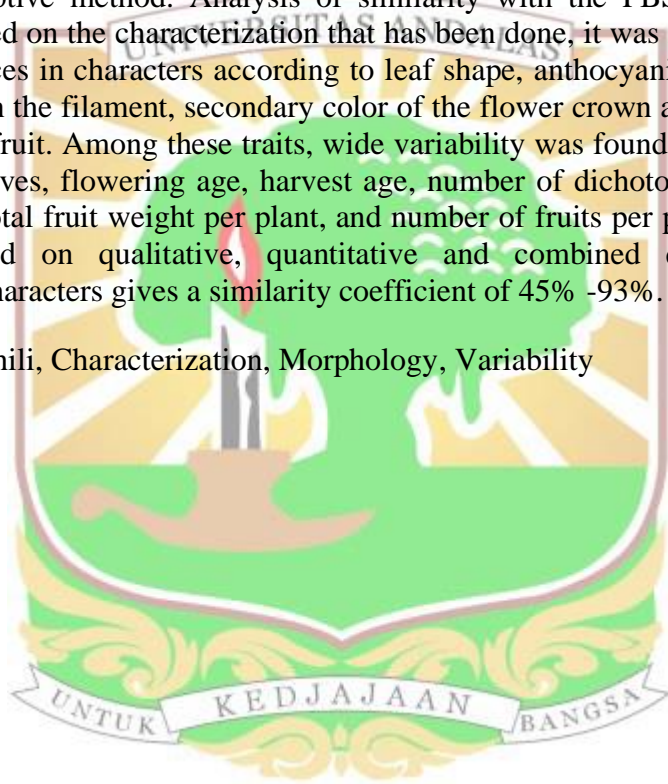 ptive method. Analysis of similarity with the
ed on the characterization that has been done, it was
UNIVERSITAS ANDALAS
ces in characters according to leaf shape, anthocyani
n the filament, secondary color of the flower crown a
fruit. Among these traits, wide variability was found
ves, flowering age, harvest age, number of dichoto
otal fruit weight per plant, and number of fruits per p
d on qualitative, quantitative and combined
haracters gives a similarity coefficient of 45% -93%.
hili, Characterization, Morphology, Variability
UNTUK KEDJAJAAN BANGSA